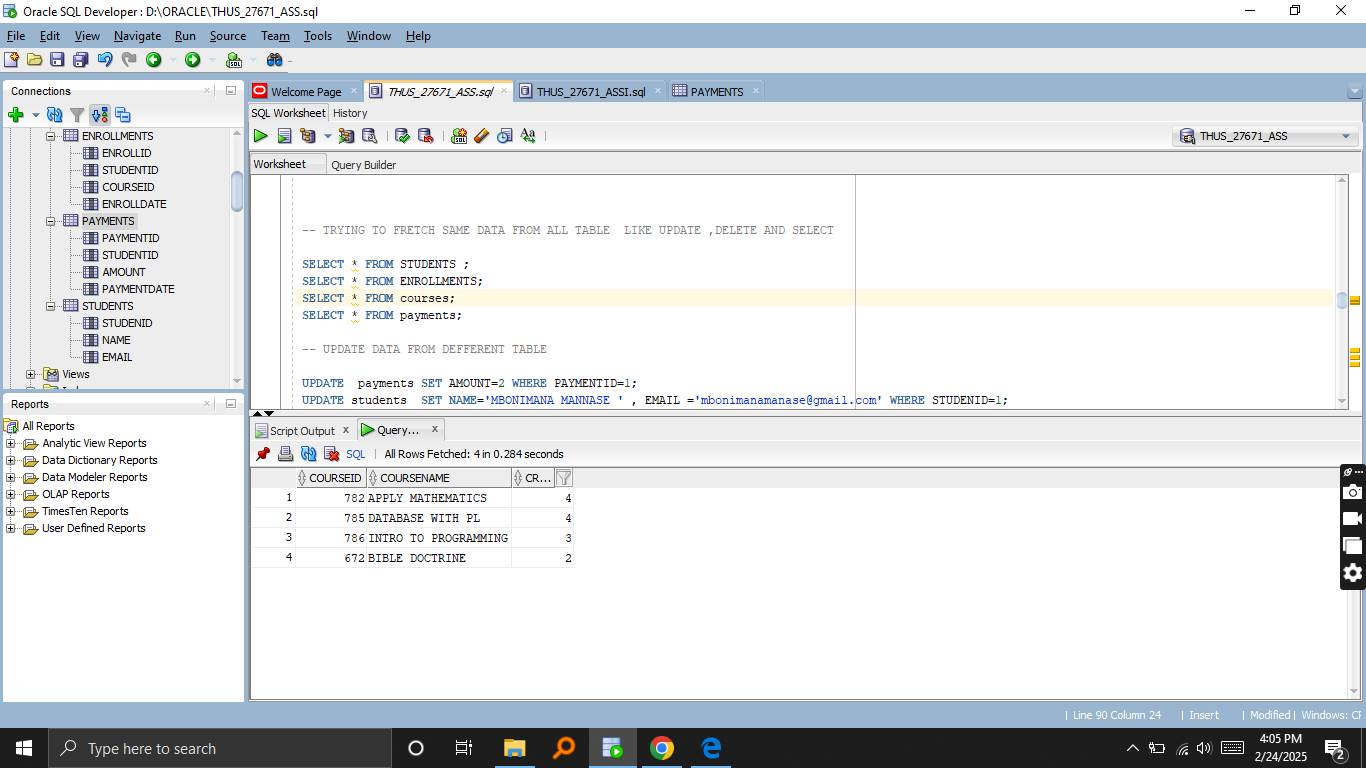 Oracle SQL Developer : D:\ORACLE\THUS_27671_ASS.sql
File Edit View Navigate Run Source Team Tools Window Help
Connections
ENROLLMENTS
ENROLLID
STUDENTID
COURSEID
ENROLLDATE
PAYMENTS
PAYMENTID
STUDENTID
AMOUNT
PAYMENTDATE
STUDENTS
STUDENID
NAME
EMAIL
Views
Reports
All Reports
Analytic View Reports
Data Dictionary Reports
Data Modeler Reports
OLAP Reports
TimesTen Reports
User Defined Reports
Welcome Page THUS_27671_ASS.sql THUS_27671_ASSI.sql PAYMENTS
SQL Worksheet History
THUS_27671_ASS
Worksheet Query Builder
-- TRYING TO FRETCH SAME DATA FROM ALL TABLE  LIKE UPDATE ,DELETE AND SELECT
SELECT * FROM STUDENTS ;
SELECT * FROM ENROLLMENTS;
SELECT * FROM courses;
SELECT * FROM payments;
-- UPDATE DATA FROM DEFFERENT TABLE
UPDATE  payments SET AMOUNT=2 WHERE PAYMENTID=1;
UPDATE students  SET NAME='MBONIMANA MANNASE ' , EMAIL ='mbonimanamanase@gmail.com' WHERE STUDENID=1;
Script Output x Query... x
SQL | All Rows Fetched: 4 in 0.284 seconds
COURSEID COURSENAME CR...
1 782 APPLY MATHEMATICS 4
2 785 DATABASE WITH PL 4
3 786 INTRO TO PROGRAMMING 3
4 672 BIBLE DOCTRINE 2
| Line 90 Column 24 | Insert | Modified | Windows: CF
Type here to search
4:05 PM
2/24/2025
2